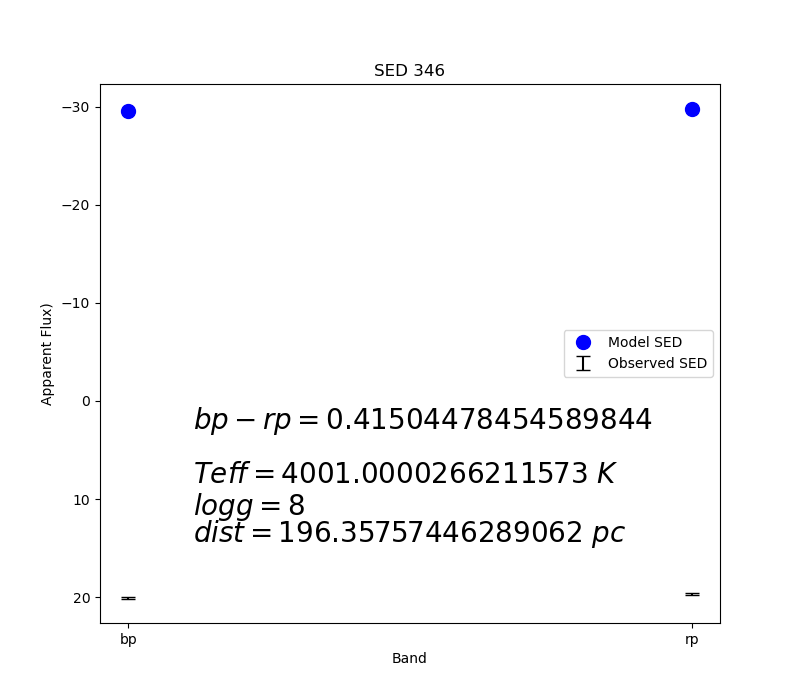 SED 346
Apparent Flux)
−30
−20
−10
0
10
20
Model SED
Observed SED
bp − rp = 0.41504478454589844
Teff = 4001.0000266211573 K
logg = 8
dist = 196.35757446289062 pc
bp
rp
Band